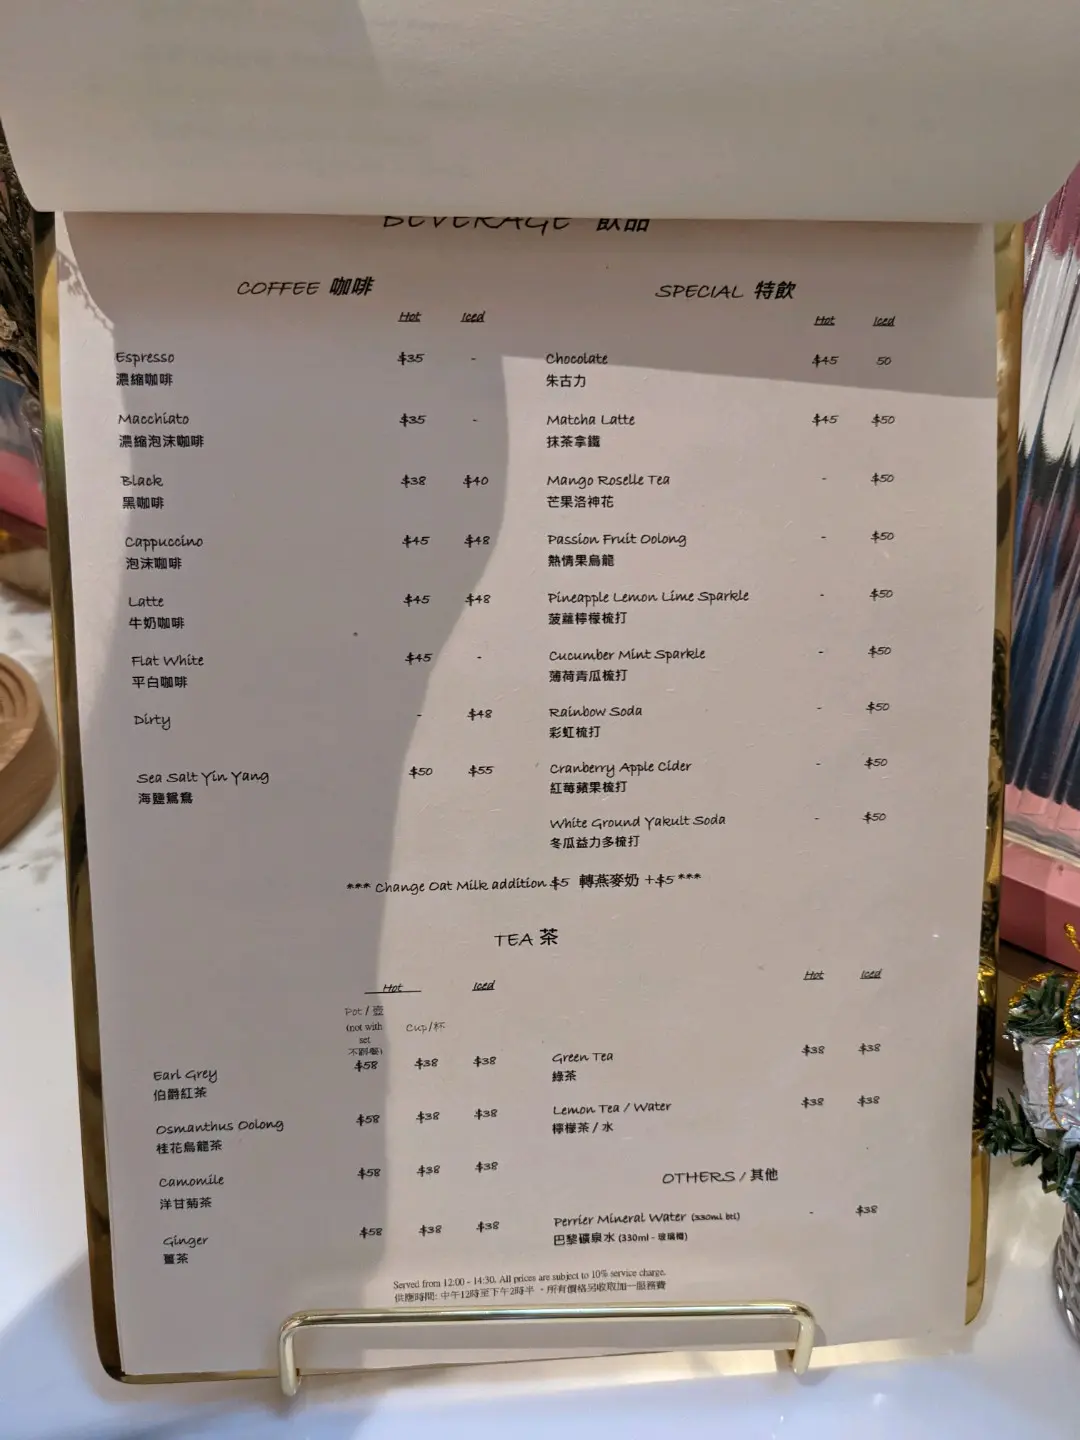 BEVERAGE 飲品
COFFEE 咖啡
Hot Iced
Espresso $35 -
濃縮咖啡
Macchiato $35 -
濃縮泡沫咖啡
Black $38 $40
黑咖啡
Cappuccino $45 $48
泡沫咖啡
Latte $45 $48
牛奶咖啡
Flat White $45 -
平白咖啡
Dirty - $48
Sea Salt Yin Yang $50 $55
海鹽鴛鴦
SPECIAL 特飲
Hot Iced
Chocolate $45 50
朱古力
Matcha Latte $45 $50
抹茶拿鐵
Mango Roselle Tea - $50
芒果洛神花
Passion Fruit Oolong - $50
熱情果烏龍
Pineapple Lemon Lime Sparkle - $50
菠蘿檸檬梳打
Cucumber Mint Sparkle - $50
薄荷青瓜梳打
Rainbow Soda - $50
彩虹梳打
Cranberry Apple Cider - $50
紅莓蘋果梳打
White Ground Yakult Soda - $50
冬瓜益力多梳打
*** Change Oat Milk addition $5 轉燕麥奶 +$5 ***
TEA 茶
Hot Iced
Pot / 壺 Cup/杯
(not with
set
不跟餐)
Earl Grey $58 $38 $38
伯爵紅茶
Osmanthus Oolong $58 $38 $38
桂花烏龍茶
Camomile $58 $38 $38
洋甘菊茶
Ginger $58 $38 $38
薑茶
Hot Iced
Green Tea $38 $38
綠茶
Lemon Tea / Water $38 $38
檸檬茶 / 水
OTHERS / 其他
Perrier Mineral Water (330ml btl) - $38
巴黎礦泉水 (330ml - 玻璃樽)
Served from 12:00 - 14:30. All prices are subject to 10% service charge.
供應時間: 中午12時至下午2時半 。所有價格另收取加一服務費